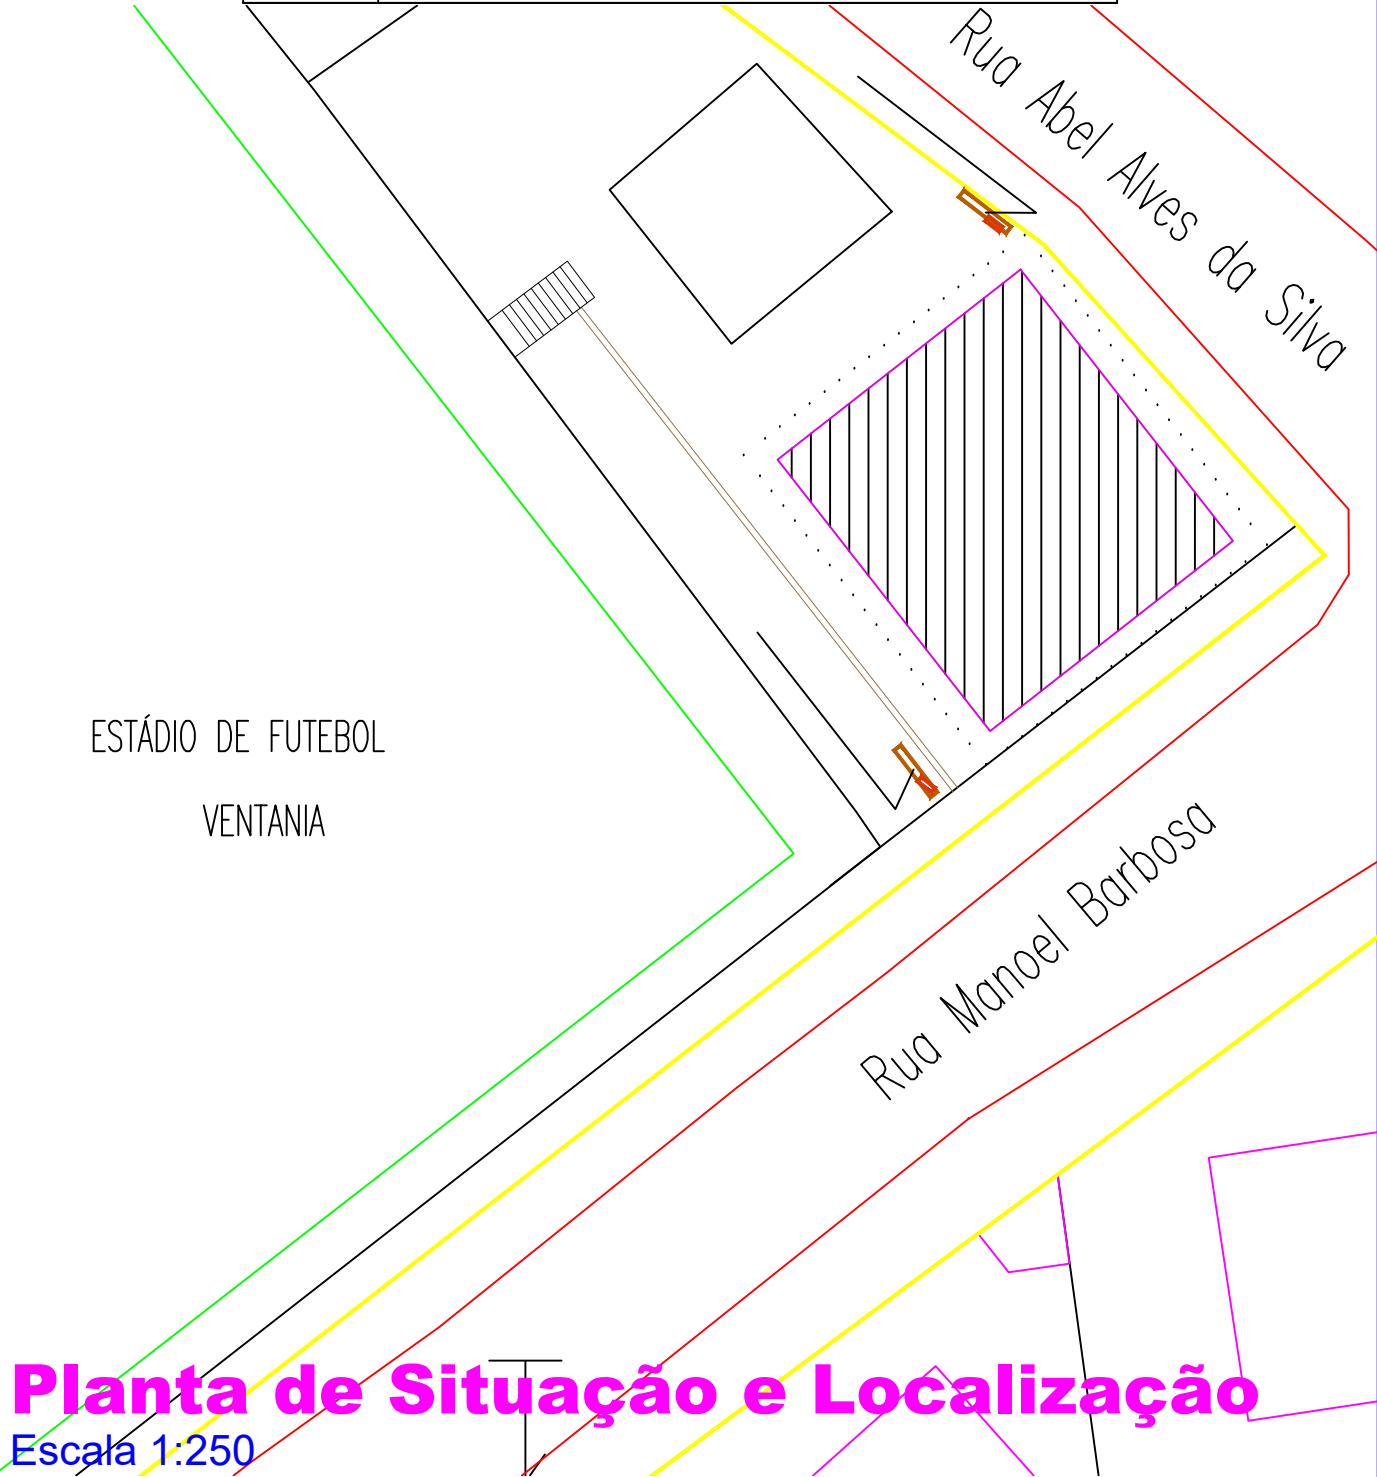 Rua Abel Alves da Silva
ESTÁDIO DE FUTEBOL
VENTANIA
Rua Manoel Barbosa
Planta de Situação e Localização
Escala 1:250